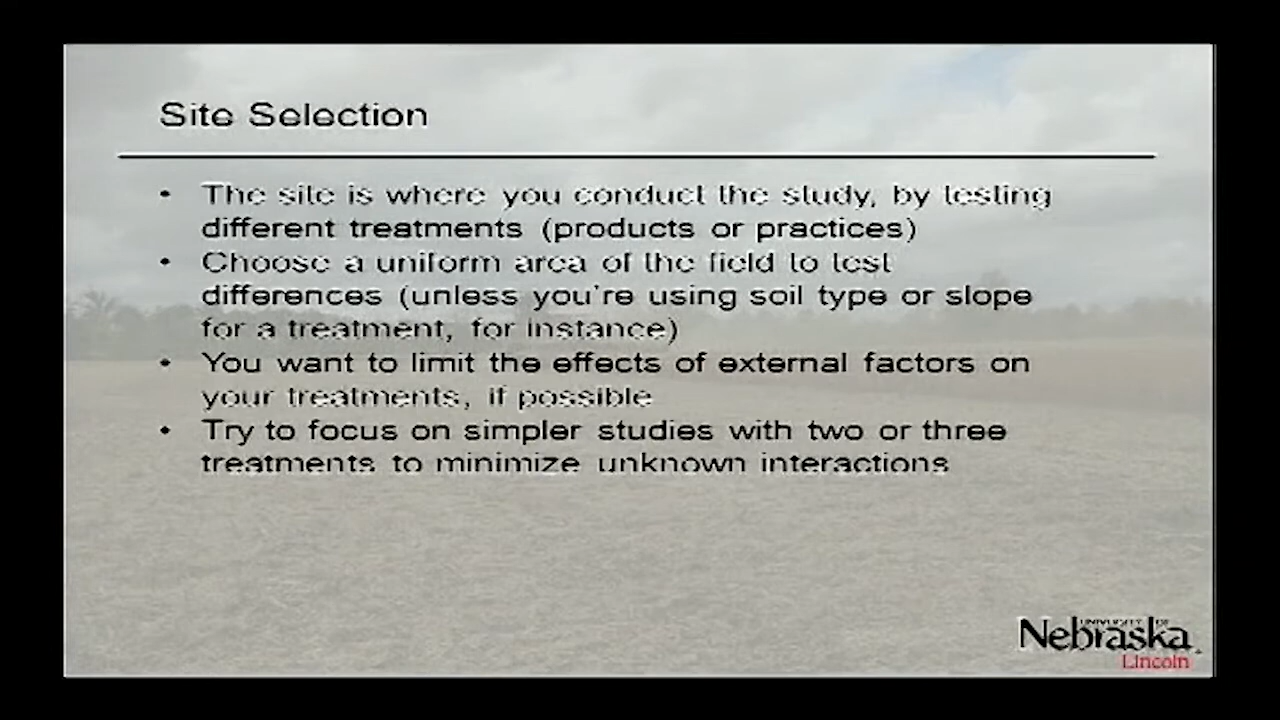 Site Selection
• The site is where you conduct the study, by testing
different treatments (products or practices)
• Choose a uniform area of the field to test
differences (unless you're using soil type or slope
for a treatment, for instance)
• You want to limit the effects of external factors on
your treatments, if possible
• Try to focus on simpler studies with two or three
treatments to minimize unknown interactions
UNIVERSITY OF
Nebraska
Lincoln